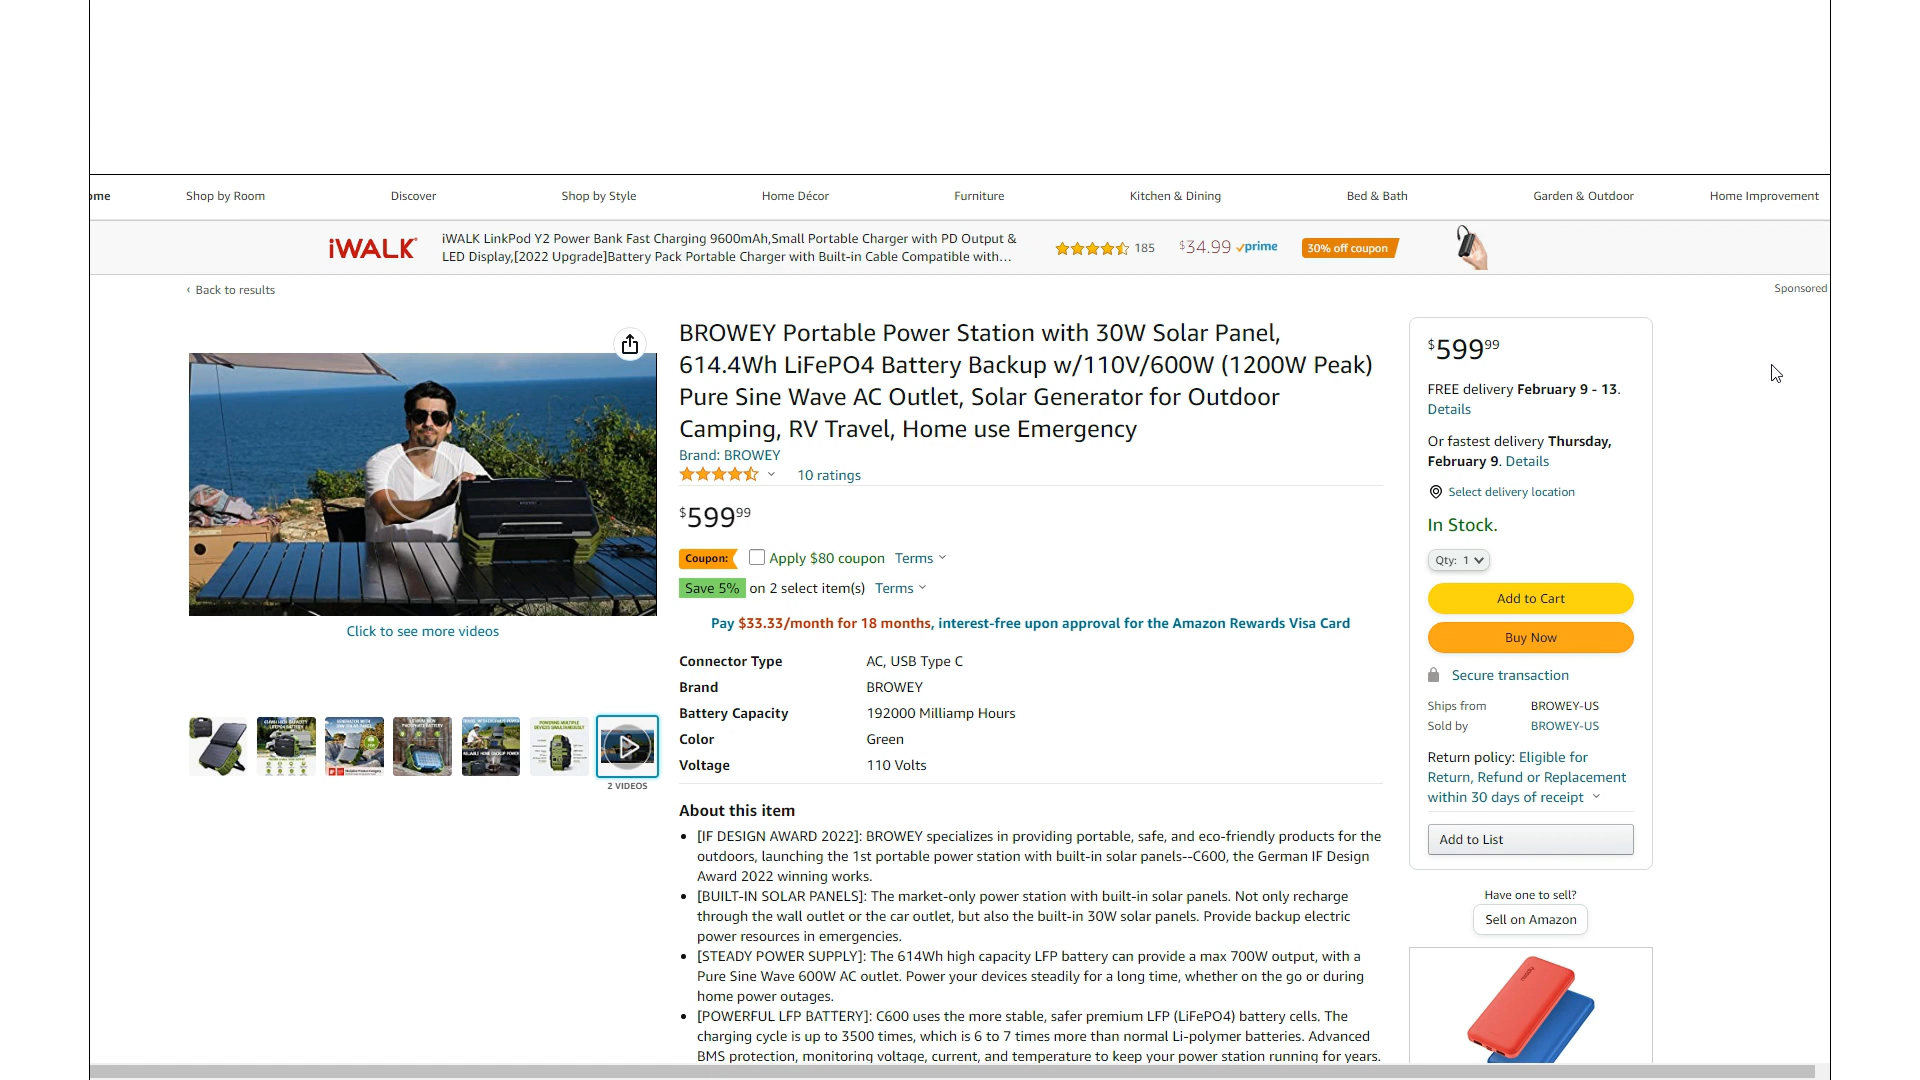 ome
Shop by Room
Discover
Shop by Style
Home Décor
Furniture
Kitchen & Dining
Bed & Bath
Garden & Outdoor
Home Improvement
iWALK
iWALK LinkPod Y2 Power Bank Fast Charging 9600mAh,Small Portable Charger with PD Output &
LED Display,[2022 Upgrade]Battery Pack Portable Charger with Built-in Cable Compatible with...
185
$34.99 prime
30% off coupon
‹ Back to results
Sponsored
BROWEY Portable Power Station with 30W Solar Panel,
614.4Wh LiFePO4 Battery Backup w/110V/600W (1200W Peak)
Pure Sine Wave AC Outlet, Solar Generator for Outdoor
Camping, RV Travel, Home use Emergency
Brand: BROWEY
10 ratings
$59999
Coupon: Apply $80 coupon Terms
Save 5% on 2 select item(s) Terms
Pay $33.33/month for 18 months, interest-free upon approval for the Amazon Rewards Visa Card
Connector Type AC, USB Type C
Brand BROWEY
Battery Capacity 192000 Milliamp Hours
Color Green
Voltage 110 Volts
About this item
• [IF DESIGN AWARD 2022]: BROWEY specializes in providing portable, safe, and eco-friendly products for the
outdoors, launching the 1st portable power station with built-in solar panels--C600, the German IF Design
Award 2022 winning works.
• [BUILT-IN SOLAR PANELS]: The market-only power station with built-in solar panels. Not only recharge
through the wall outlet or the car outlet, but also the built-in 30W solar panels. Provide backup electric
power resources in emergencies.
• [STEADY POWER SUPPLY]: The 614Wh high capacity LFP battery can provide a max 700W output, with a
Pure Sine Wave 600W AC outlet. Power your devices steadily for a long time, whether on the go or during
home power outages.
• [POWERFUL LFP BATTERY]: C600 uses the more stable, safer premium LFP (LiFePO4) battery cells. The
charging cycle is up to 3500 times, which is 6 to 7 times more than normal Li-polymer batteries. Advanced
BMS protection, monitoring voltage, current, and temperature to keep your power station running for years.
Click to see more videos
2 VIDEOS
$59999
FREE delivery February 9 - 13.
Details
Or fastest delivery Thursday,
February 9. Details
Select delivery location
In Stock.
Qty: 1
Add to Cart
Buy Now
Secure transaction
Ships from BROWEY-US
Sold by BROWEY-US
Return policy: Eligible for
Return, Refund or Replacement
within 30 days of receipt
Add to List
Have one to sell?
Sell on Amazon